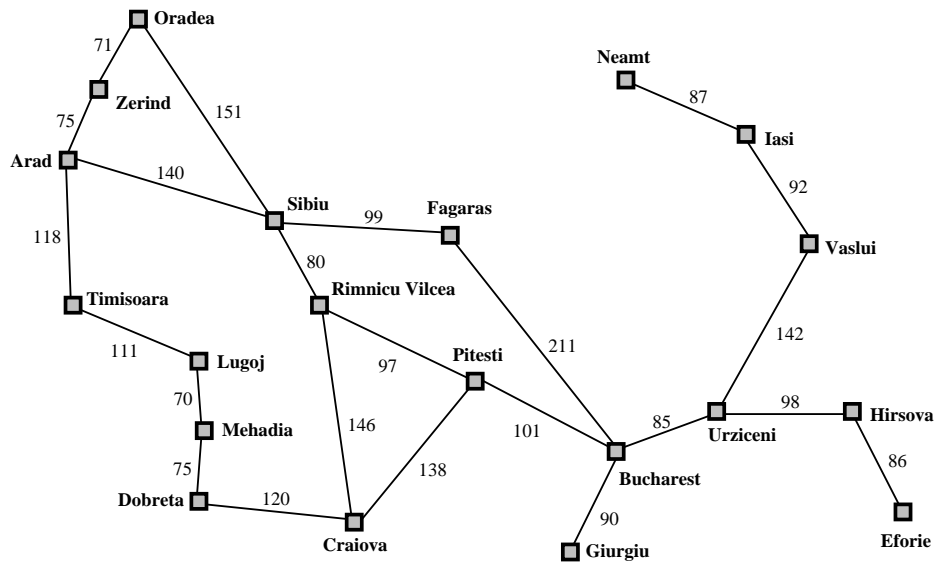 Oradea
71
Neamt
Zerind
87
75
151
Iasi
Arad
140
92
Sibiu
Fagaras
99
118
Vaslui
80
Timisoara
Rimnicu Vilcea
142
111
211
Lugoj
97
Pitesti
70
98
Hirsova
Mehadia
146
101
85
Urziceni
75
138
Bucharest
86
Dobreta
120
90
Craiova
Eforie
Giurgiu